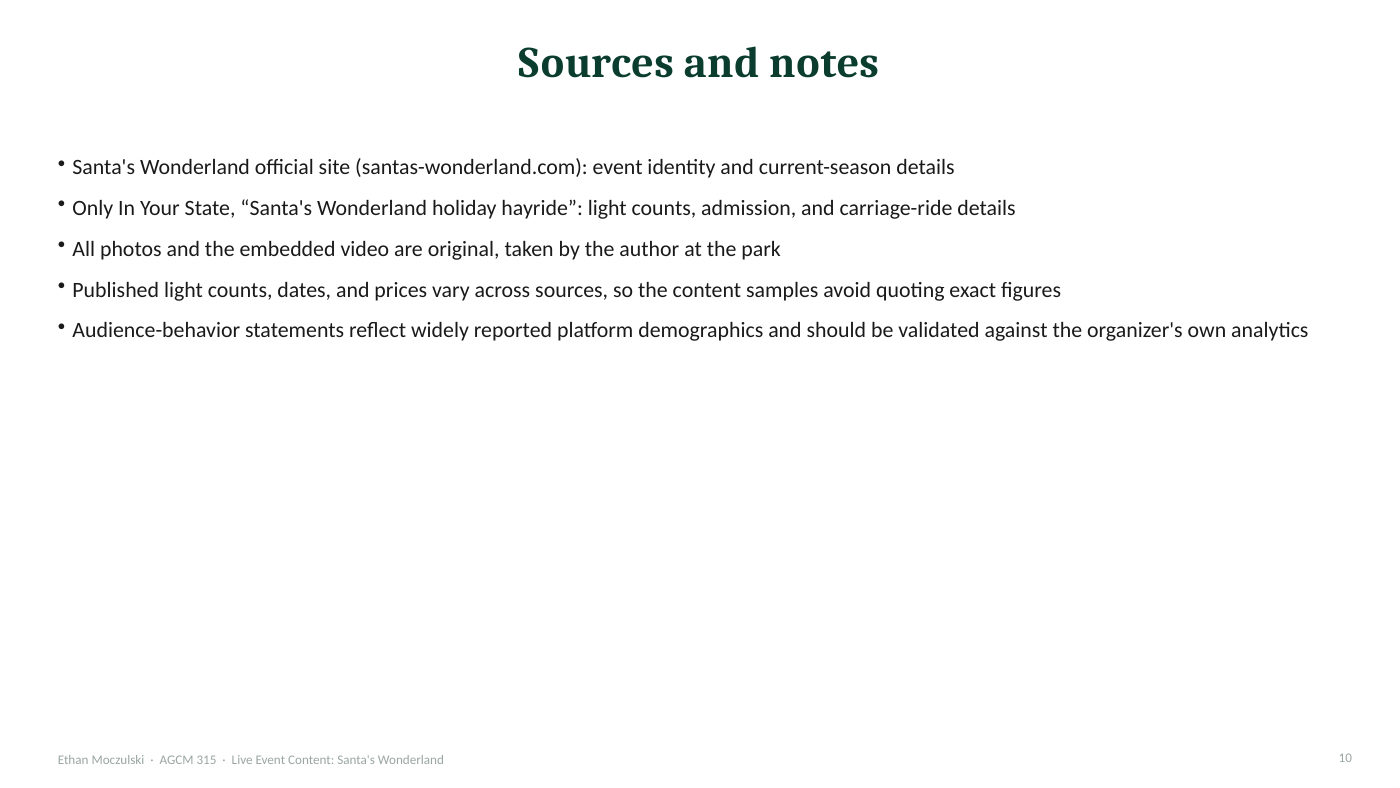 Sources and notes
• Santa's Wonderland official site (santas-wonderland.com): event identity and current-season details
• Only In Your State, “Santa's Wonderland holiday hayride”: light counts, admission, and carriage-ride details
• All photos and the embedded video are original, taken by the author at the park
• Published light counts, dates, and prices vary across sources, so the content samples avoid quoting exact figures
• Audience-behavior statements reflect widely reported platform demographics and should be validated against the organizer's own analytics
Ethan Moczulski · AGCM 315 · Live Event Content: Santa's Wonderland
10